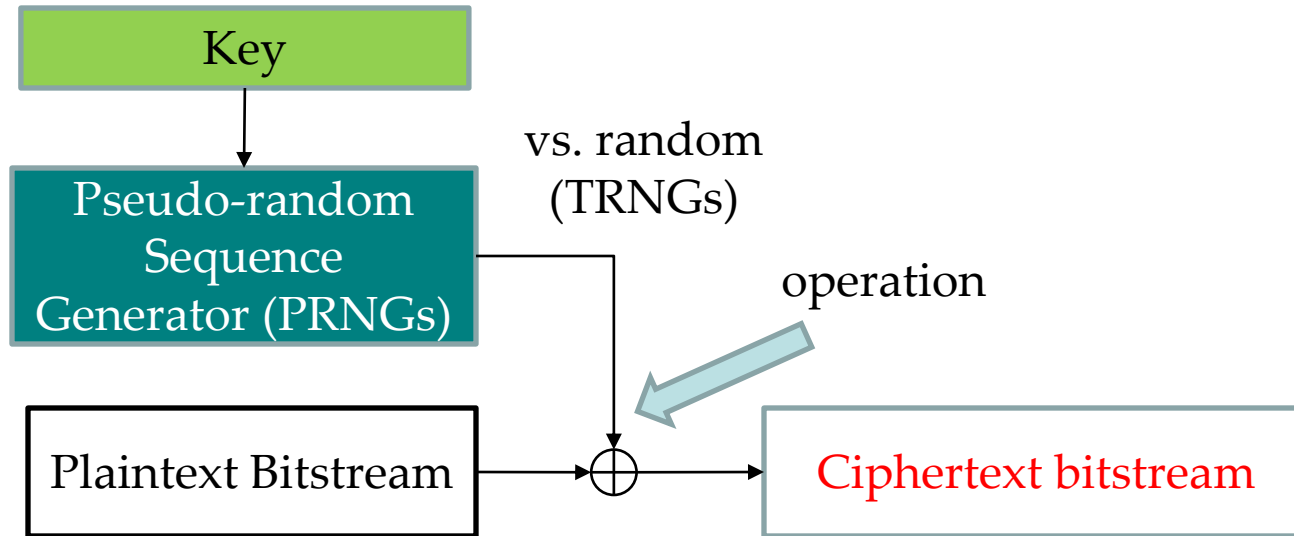 Key
vs. random
(TRNGs)
Pseudo-random
Sequence
Generator (PRNGs)
operation
Plaintext Bitstream
Ciphertext bitstream